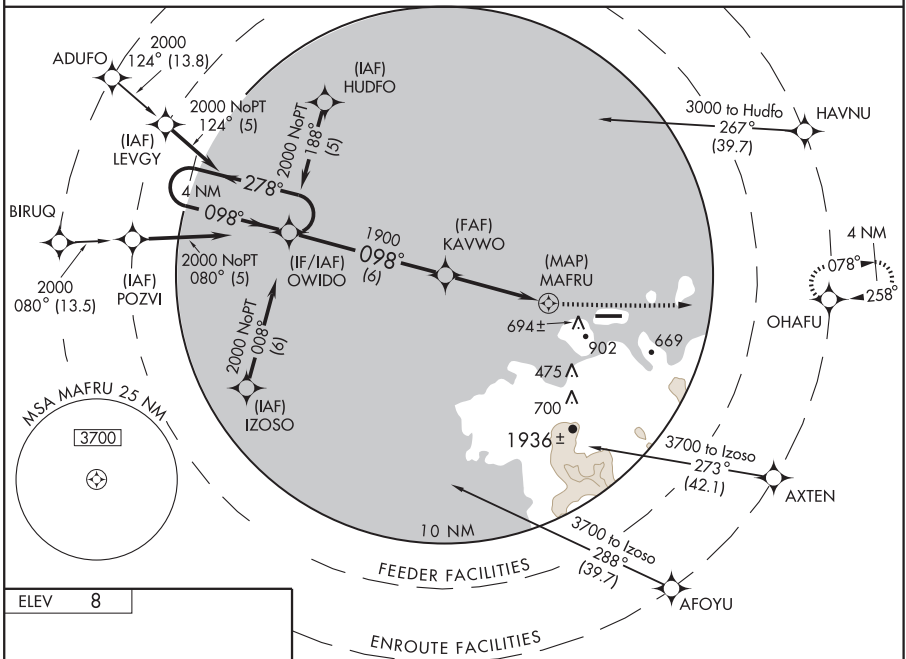 ADUFO
2000
124° (13.8)
(IAF)
HUDFO
2000 NoPT
124° (5)
(IAF)
LEVGY
2000 NoPT
188°
(5)
3000 to Hudfo
267°
(39.7)
HAVNU
278°
4 NM
098°
BIRUQ
2000
080° (13.5)
(IAF)
POZVI
2000 NoPT
080° (5)
(IF/IAF)
OWIDO
1900
098°
(6)
(FAF)
KAVWO
(MAP)
MAFRU
4 NM
078°
258°
OHAFU
2000 NoPT
008°
(6)
(IAF)
IZOSO
694±
902
669
475
700
1936±
MSA MAFRU 25 NM
3700
3700 to Izoso
273°
(42.1)
AXTEN
3700 to Izoso
288°
(39.7)
AFOYU
10 NM
FEEDER FACILITIES
ENROUTE FACILITIES
ELEV 8